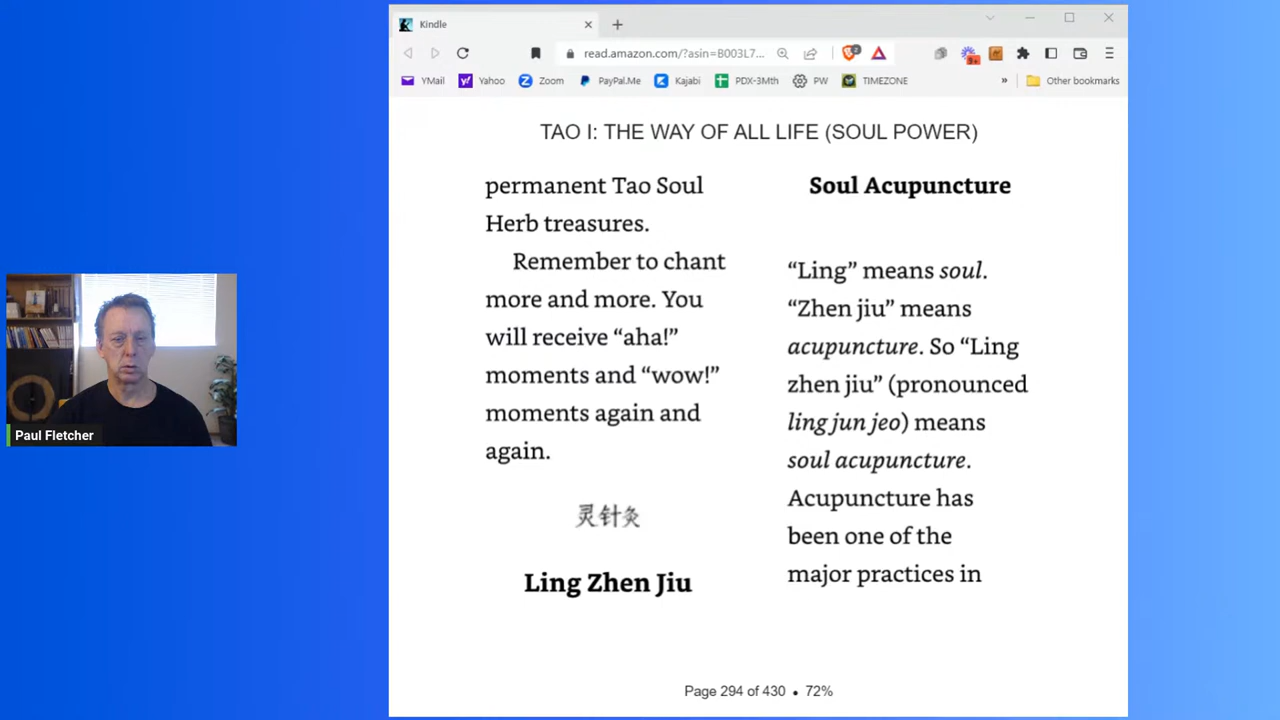 Kindle
read.amazon.com/?asin=B003L7...
2
9+
YMail
Yahoo
Zoom
PayPal.Me
Kajabi
PDX-3Mth
PW
TIMEZONE
»
Other bookmarks
TAO I: THE WAY OF ALL LIFE (SOUL POWER)
permanent Tao Soul
Herb treasures.
Remember to chant
more and more. You
will receive “aha!”
moments and “wow!”
moments again and
again.
灵针灸
Ling Zhen Jiu
Soul Acupuncture
“Ling” means soul.
“Zhen jiu” means
acupuncture. So “Ling
zhen jiu” (pronounced
ling jun jeo) means
soul acupuncture.
Acupuncture has
been one of the
major practices in
Page 294 of 430 • 72%
Paul Fletcher